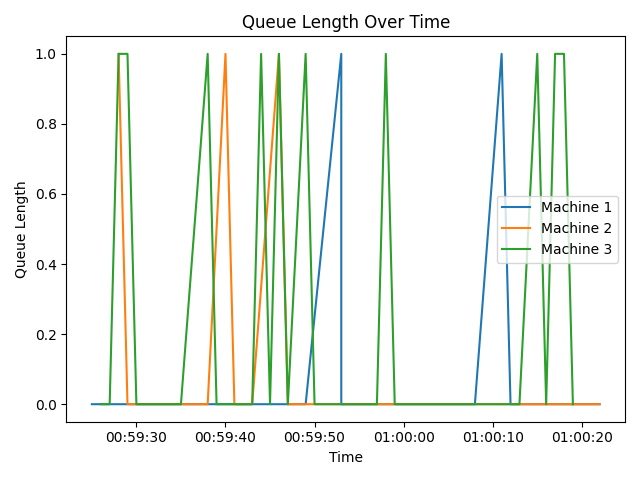 Queue Length Over Time
Queue Length
1.0
0.8
0.6
0.4
0.2
0.0
Machine 1
Machine 2
Machine 3
00:59:30 00:59:40 00:59:50 01:00:00 01:00:10 01:00:20
Time